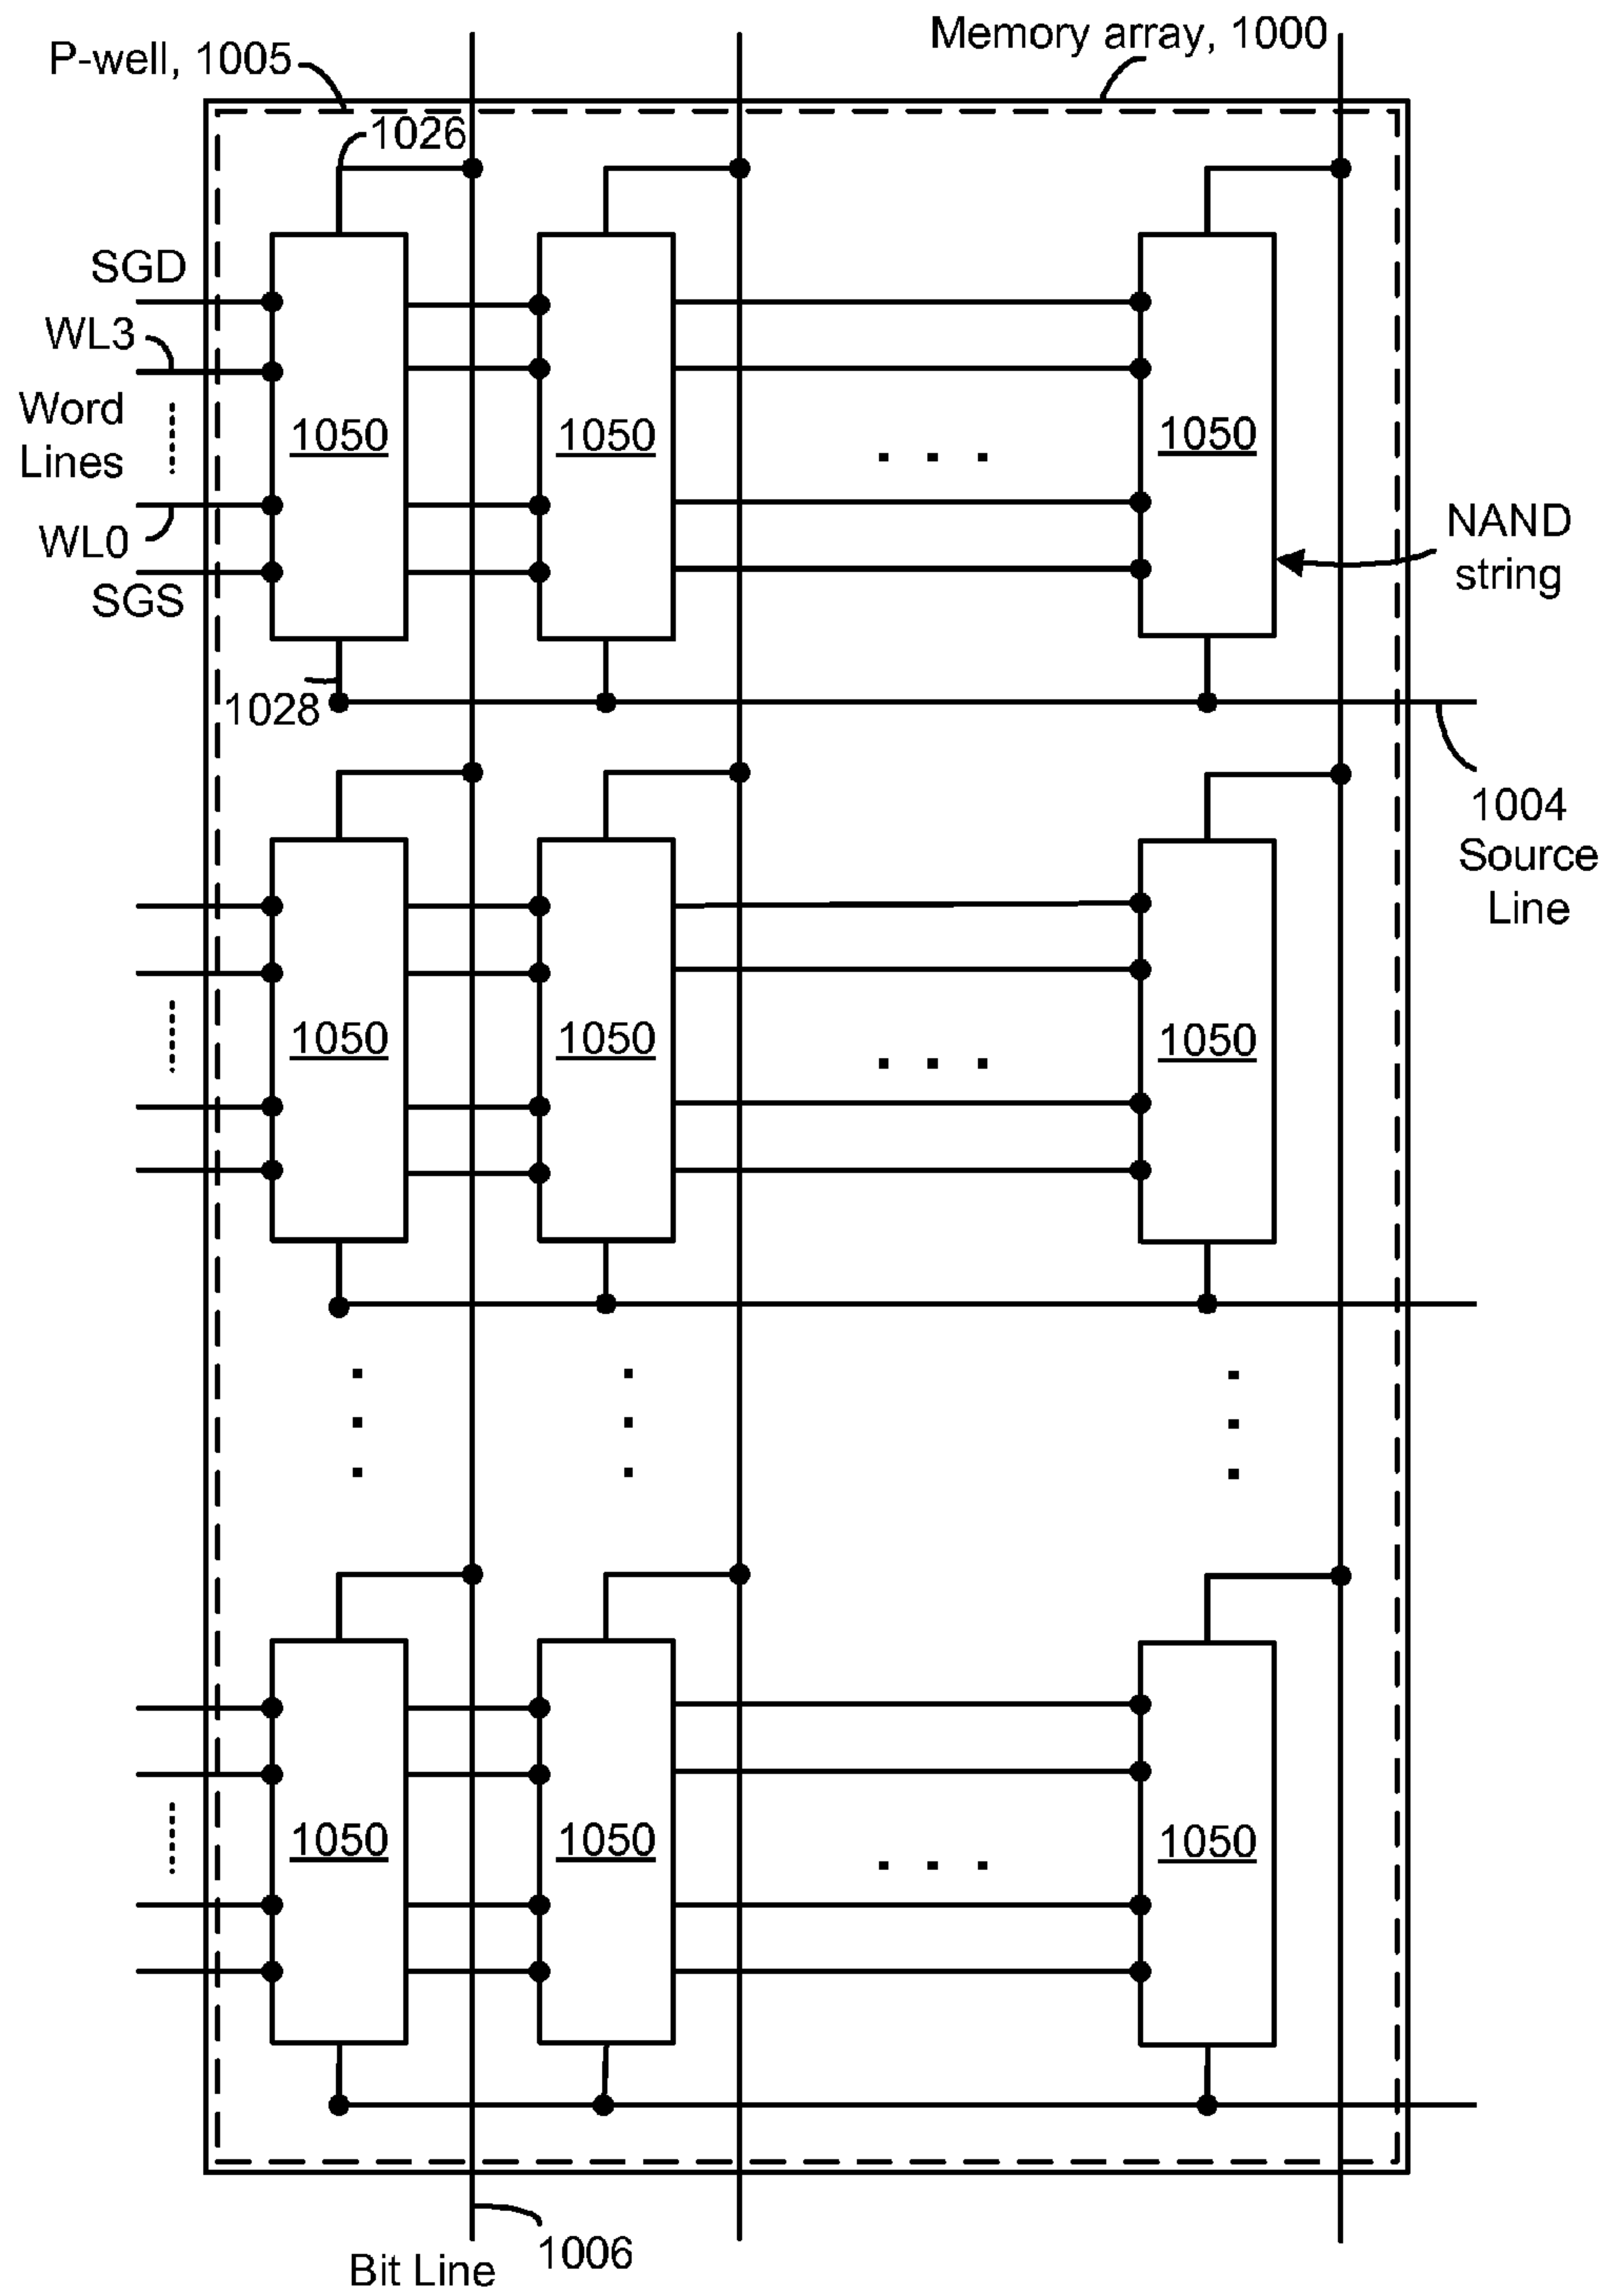 Memory array, 1000
P-well, 1005
1026
SGD
WL3
Word
Lines
WL0
SGS
1050
1050
1050
NAND
string
1028
1004
Source
Line
1050
1050
1050
1050
1050
1050
1006
Bit Line